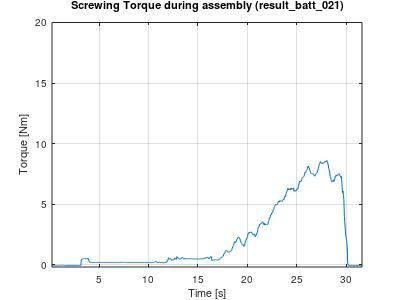 Screwing Torque during assembly (result_batt_021)
20
15
10
5
0
Torque [Nm]
5 10 15 20 25 30
Time [s]